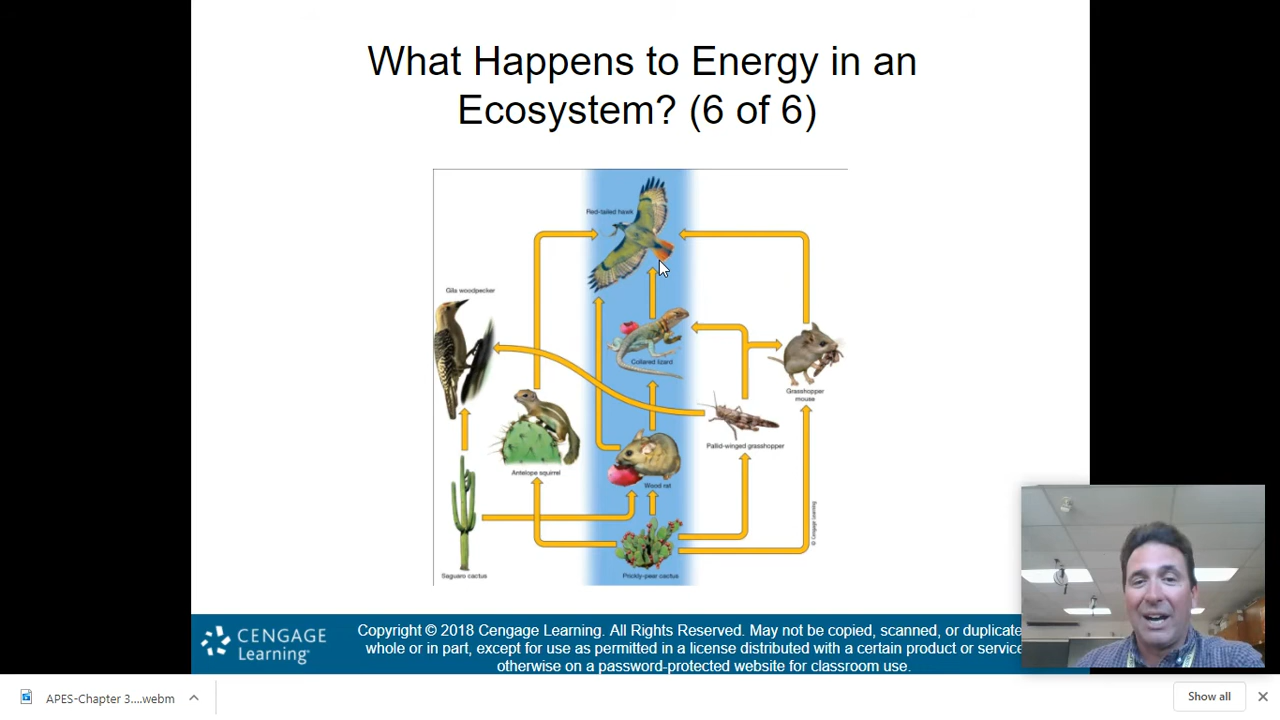 What Happens to Energy in an
Ecosystem? (6 of 6)
Red-tailed hawk
Gila woodpecker
Collared lizard
Grasshopper
mouse
Pallid-winged grasshopper
Antelope squirrel
Wood rat
© Cengage Learning
Saguaro cactus
Prickly-pear cactus
CENGAGE
Learning
Copyright © 2018 Cengage Learning. All Rights Reserved. May not be copied, scanned, or duplicate
whole or in part, except for use as permitted in a license distributed with a certain product or service
otherwise on a password-protected website for classroom use.
APES-Chapter 3....webm
Show all